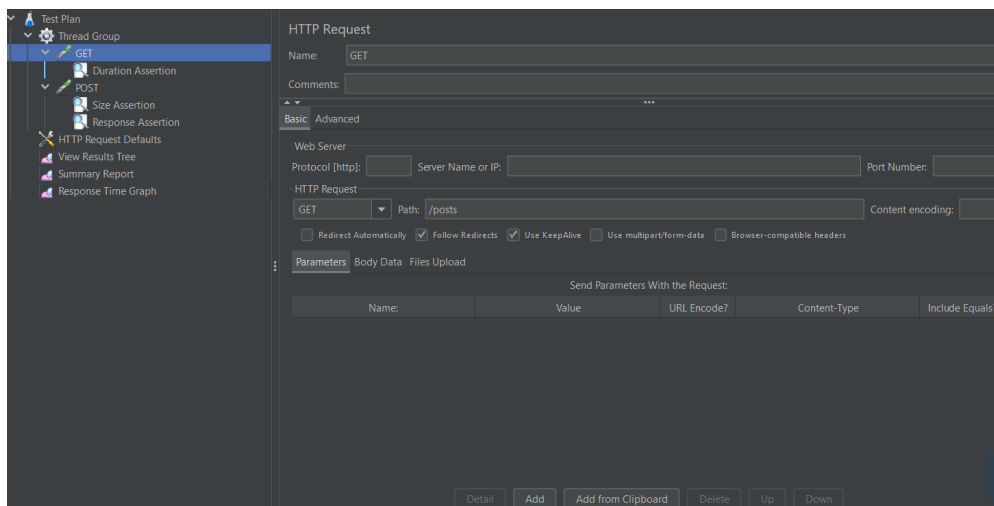 Test Plan
Thread Group
GET
Duration Assertion
POST
Size Assertion
Response Assertion
HTTP Request Defaults
View Results Tree
Summary Report
Response Time Graph
HTTP Request
Name: GET
Comments:
Basic Advanced
Web Server
Protocol [http]: Server Name or IP: Port Number:
HTTP Request
GET Path: /posts Content encoding:
Redirect Automatically Follow Redirects Use KeepAlive Use multipart/form-data Browser-compatible headers
Parameters Body Data Files Upload
Send Parameters With the Request:
Name: Value URL Encode? Content-Type Include Equals
Detail Add Add from Clipboard Delete Up Down